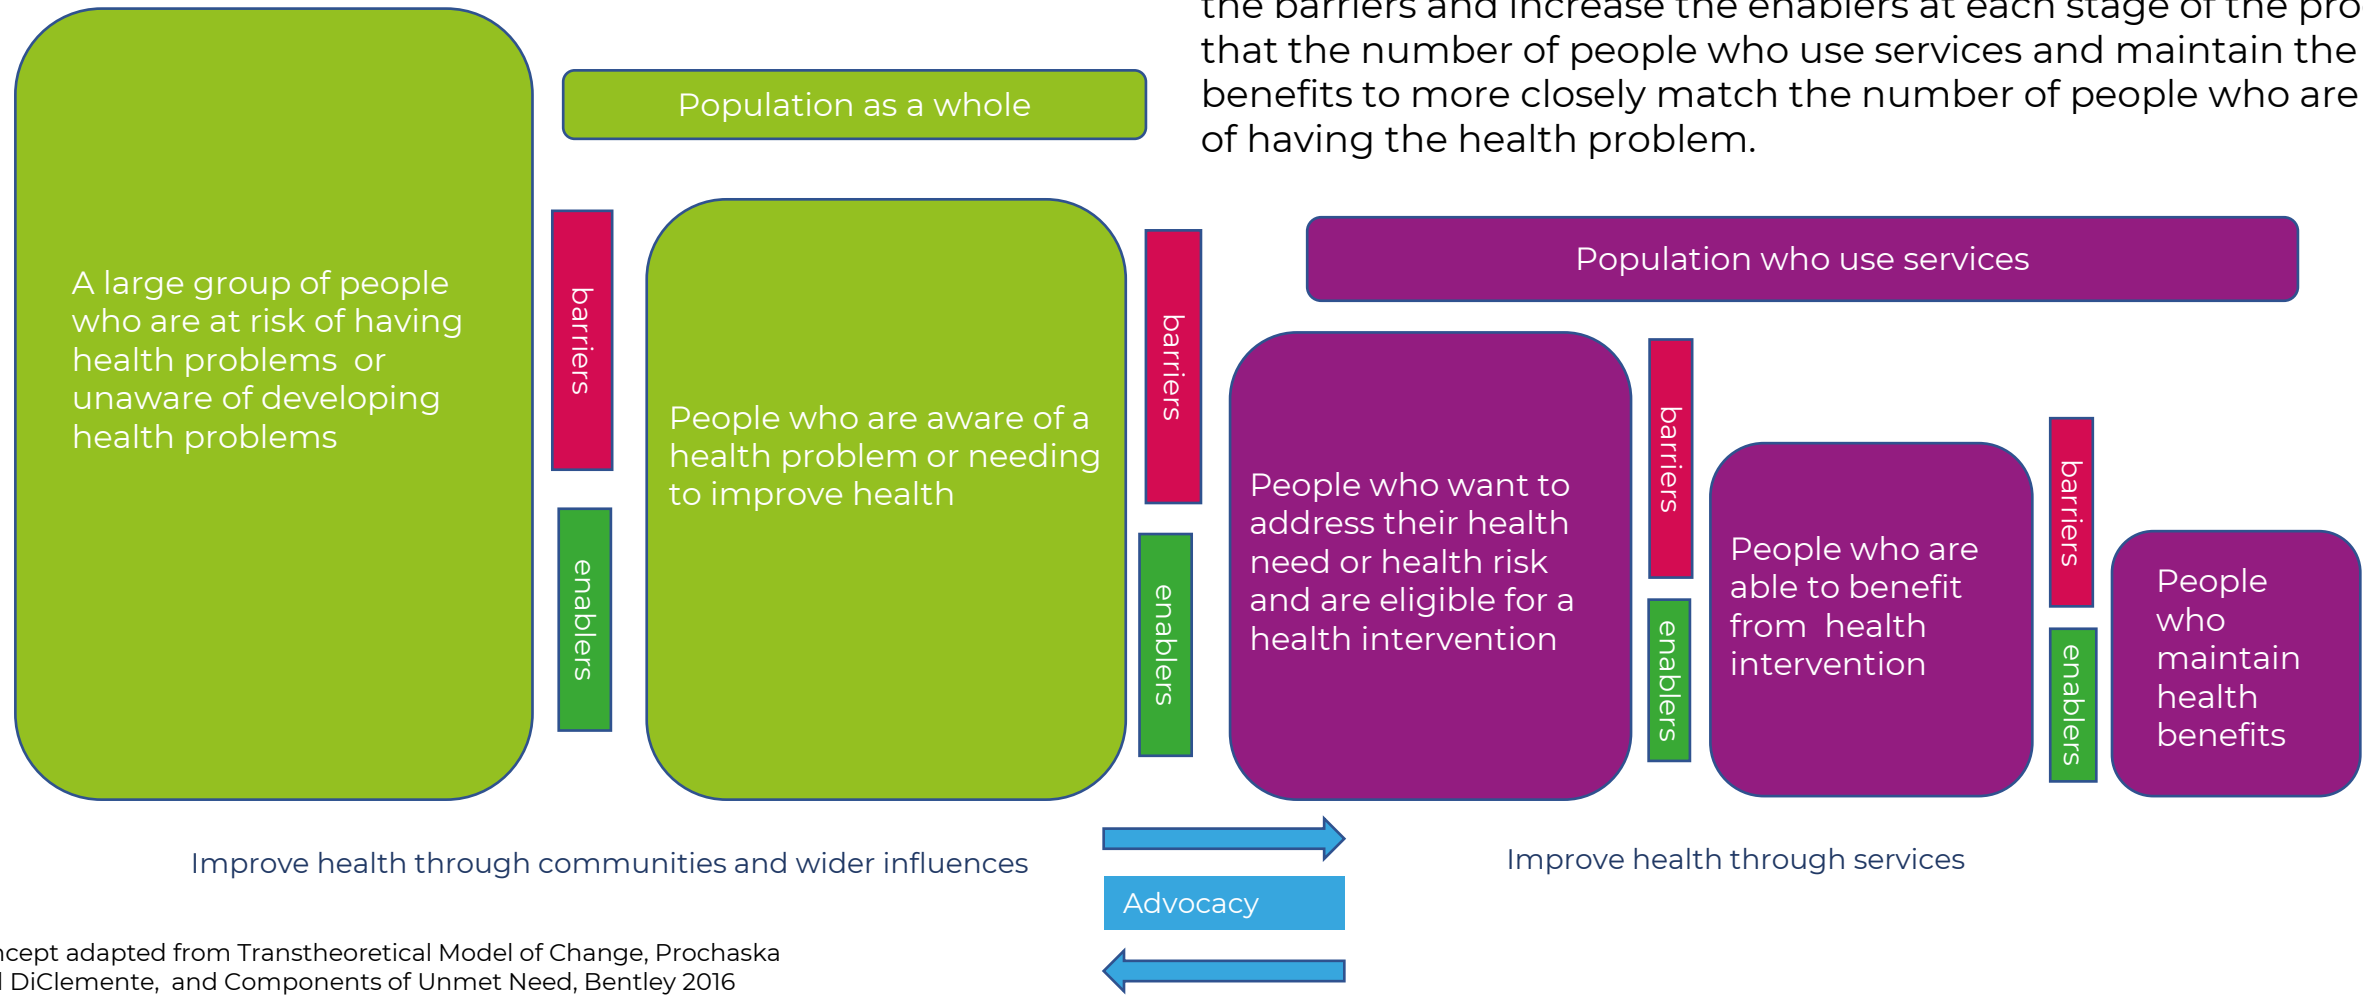 the barriers and increase the enablers at each stage of the pro
that the number of people who use services and maintain the
benefits to more closely match the number of people who are
of having the health problem.
Population as a whole
Population who use services
A large group of people
who are at risk of having
health problems or
unaware of developing
health problems
barriers
enablers
People who are aware of a
health problem or needing
to improve health
barriers
enablers
People who want to
address their health
need or health risk
and are eligible for a
health intervention
barriers
enablers
People who are
able to benefit
from health
intervention
barriers
enablers
People
who
maintain
health
benefits
Improve health through communities and wider influences
Advocacy
Improve health through services
ncept adapted from Transtheoretical Model of Change, Prochaska
DiClemente, and Components of Unmet Need, Bentley 2016